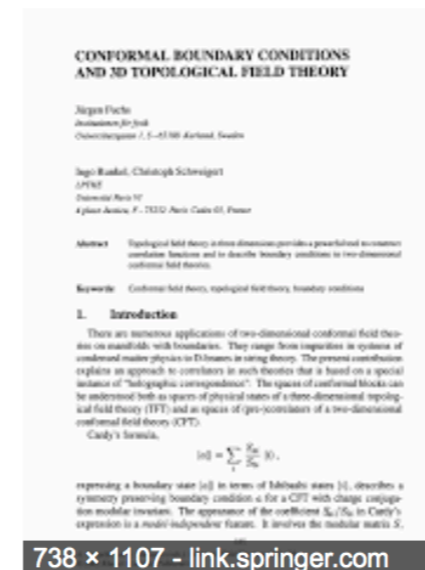 CONFORMAL BOUNDARY CONDITIONS
AND 3D TOPOLOGICAL FIELD THEORY
Jürgen Fuchs
Institutionen för fysik
Universitetsgatan 1, S–651 88 Karlstad, Sweden
Ingo Runkel, Christoph Schweigert
LPTHE
Université Paris VI
4 place Jussieu, F – 75252 Paris Cedex 05, France
Abstract Topological field theory in three dimensions provides a powerful tool to construct
correlation functions and to describe boundary conditions in two-dimensional
conformal field theories.
Keywords: Conformal field theory, topological field theory, boundary conditions
1. Introduction
There are numerous applications of two-dimensional conformal field theo-
ries on manifolds with boundaries. They range from impurities in systems of
condensed matter physics to D-branes in string theory. The present contribution
explains an approach to correlators in such theories that is based on a special
instance of "holographic correspondence": The spaces of conformal blocks can
be understood both as spaces of physical states of a three-dimensional topolog-
ical field theory (TFT) and as spaces of (pre-)correlators of a two-dimensional
conformal field theory (CFT).
Cardy's formula,
expressing a boundary state |a⟩ in terms of Ishibashi states |i⟩, describes a
symmetry preserving boundary condition a for a CFT with charge conjuga-
tion modular invariant. The appearance of the coefficient in Cardy's
expression is a model-independent feature. It involves the modular matrix S,
738 × 1107 - link.springer.com